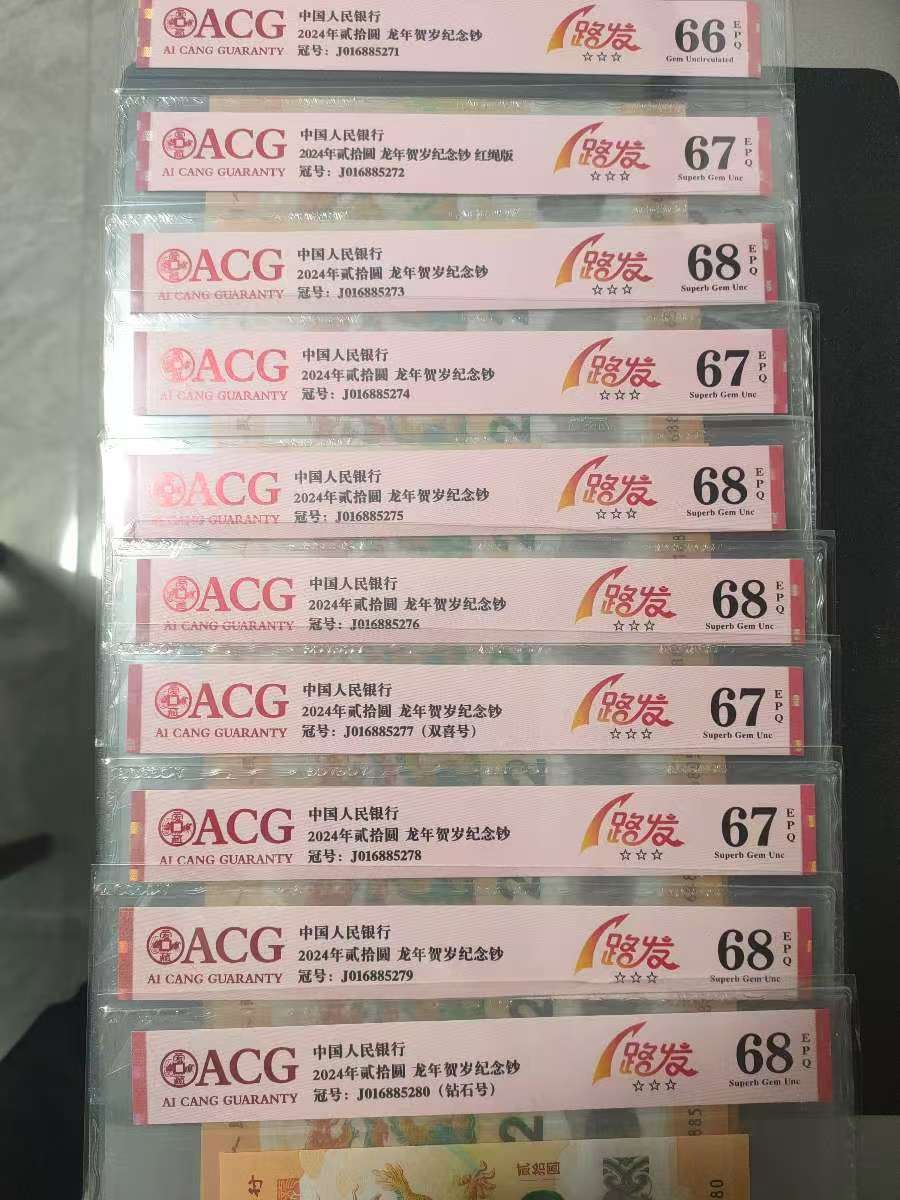 ACG
AI CANG GUARANTY
中国人民银行
2024年贰拾圆 龙年贺岁纪念钞
冠号：J016885271
路发
☆☆☆
66
EPQ
Gem Uncirculated
ACG
AI CANG GUARANTY
中国人民银行
2024年贰拾圆 龙年贺岁纪念钞 红绳版
冠号：J016885272
路发
☆☆☆
67
EPQ
Superb Gem Unc
ACG
AI CANG GUARANTY
中国人民银行
2024年贰拾圆 龙年贺岁纪念钞
冠号：J016885273
路发
☆☆☆
68
EPQ
Superb Gem Unc
ACG
AI CANG GUARANTY
中国人民银行
2024年贰拾圆 龙年贺岁纪念钞
冠号：J016885274
路发
☆☆☆
67
EPQ
Superb Gem Unc
ACG
AI CANG GUARANTY
中国人民银行
2024年贰拾圆 龙年贺岁纪念钞
冠号：J016885275
路发
☆☆☆
68
EPQ
Superb Gem Unc
ACG
AI CANG GUARANTY
中国人民银行
2024年贰拾圆 龙年贺岁纪念钞
冠号：J016885276
路发
☆☆☆
68
EPQ
Superb Gem Unc
ACG
AI CANG GUARANTY
中国人民银行
2024年贰拾圆 龙年贺岁纪念钞
冠号：J016885277（双喜号）
路发
☆☆☆
67
EPQ
Superb Gem Unc
ACG
AI CANG GUARANTY
中国人民银行
2024年贰拾圆 龙年贺岁纪念钞
冠号：J016885278
路发
☆☆☆
67
EPQ
Superb Gem Unc
ACG
AI CANG GUARANTY
中国人民银行
2024年贰拾圆 龙年贺岁纪念钞
冠号：J016885279
路发
☆☆☆
68
EPQ
Superb Gem Unc
ACG
AI CANG GUARANTY
中国人民银行
2024年贰拾圆 龙年贺岁纪念钞
冠号：J016885280（钻石号）
路发
☆☆☆
68
EPQ
Superb Gem Unc
行
贰拾圆
80